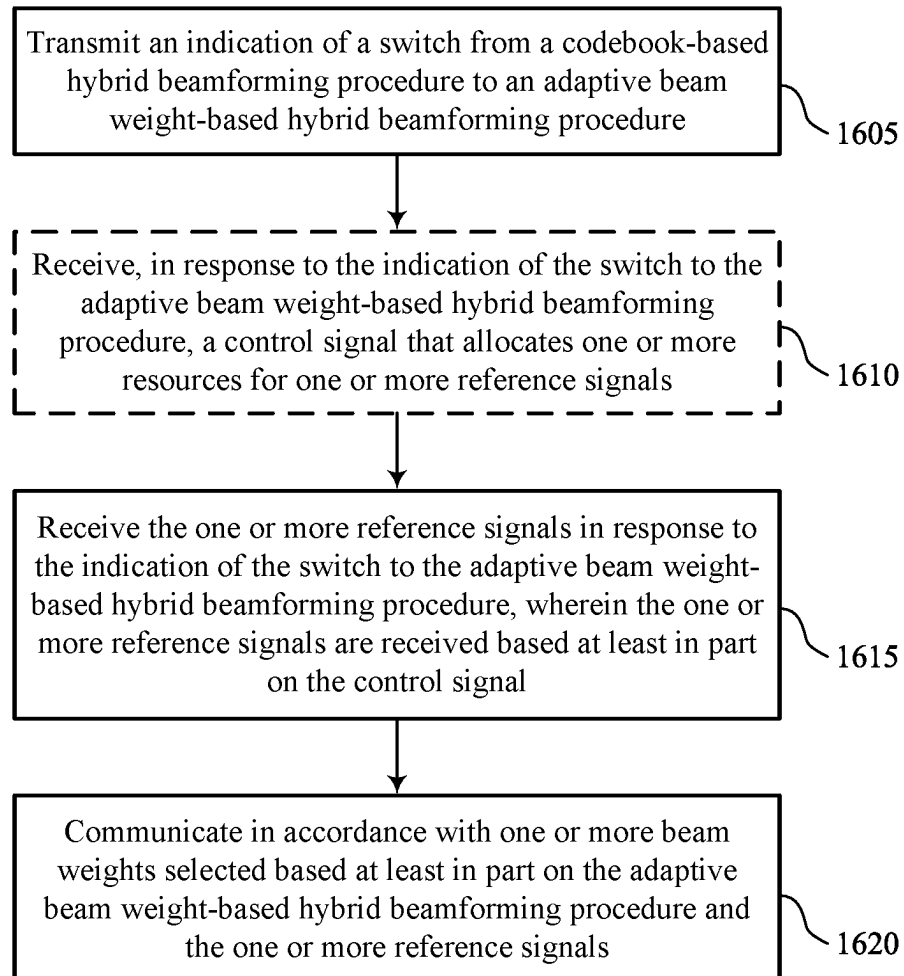 Transmit an indication of a switch from a codebook-based
hybrid beamforming procedure to an adaptive beam
weight-based hybrid beamforming procedure
1605
Receive, in response to the indication of the switch to the
adaptive beam weight-based hybrid beamforming
procedure, a control signal that allocates one or more
resources for one or more reference signals
1610
Receive the one or more reference signals in response to
the indication of the switch to the adaptive beam weight-
based hybrid beamforming procedure, wherein the one or
more reference signals are received based at least in part
on the control signal
1615
Communicate in accordance with one or more beam
weights selected based at least in part on the adaptive
beam weight-based hybrid beamforming procedure and
the one or more reference signals
1620